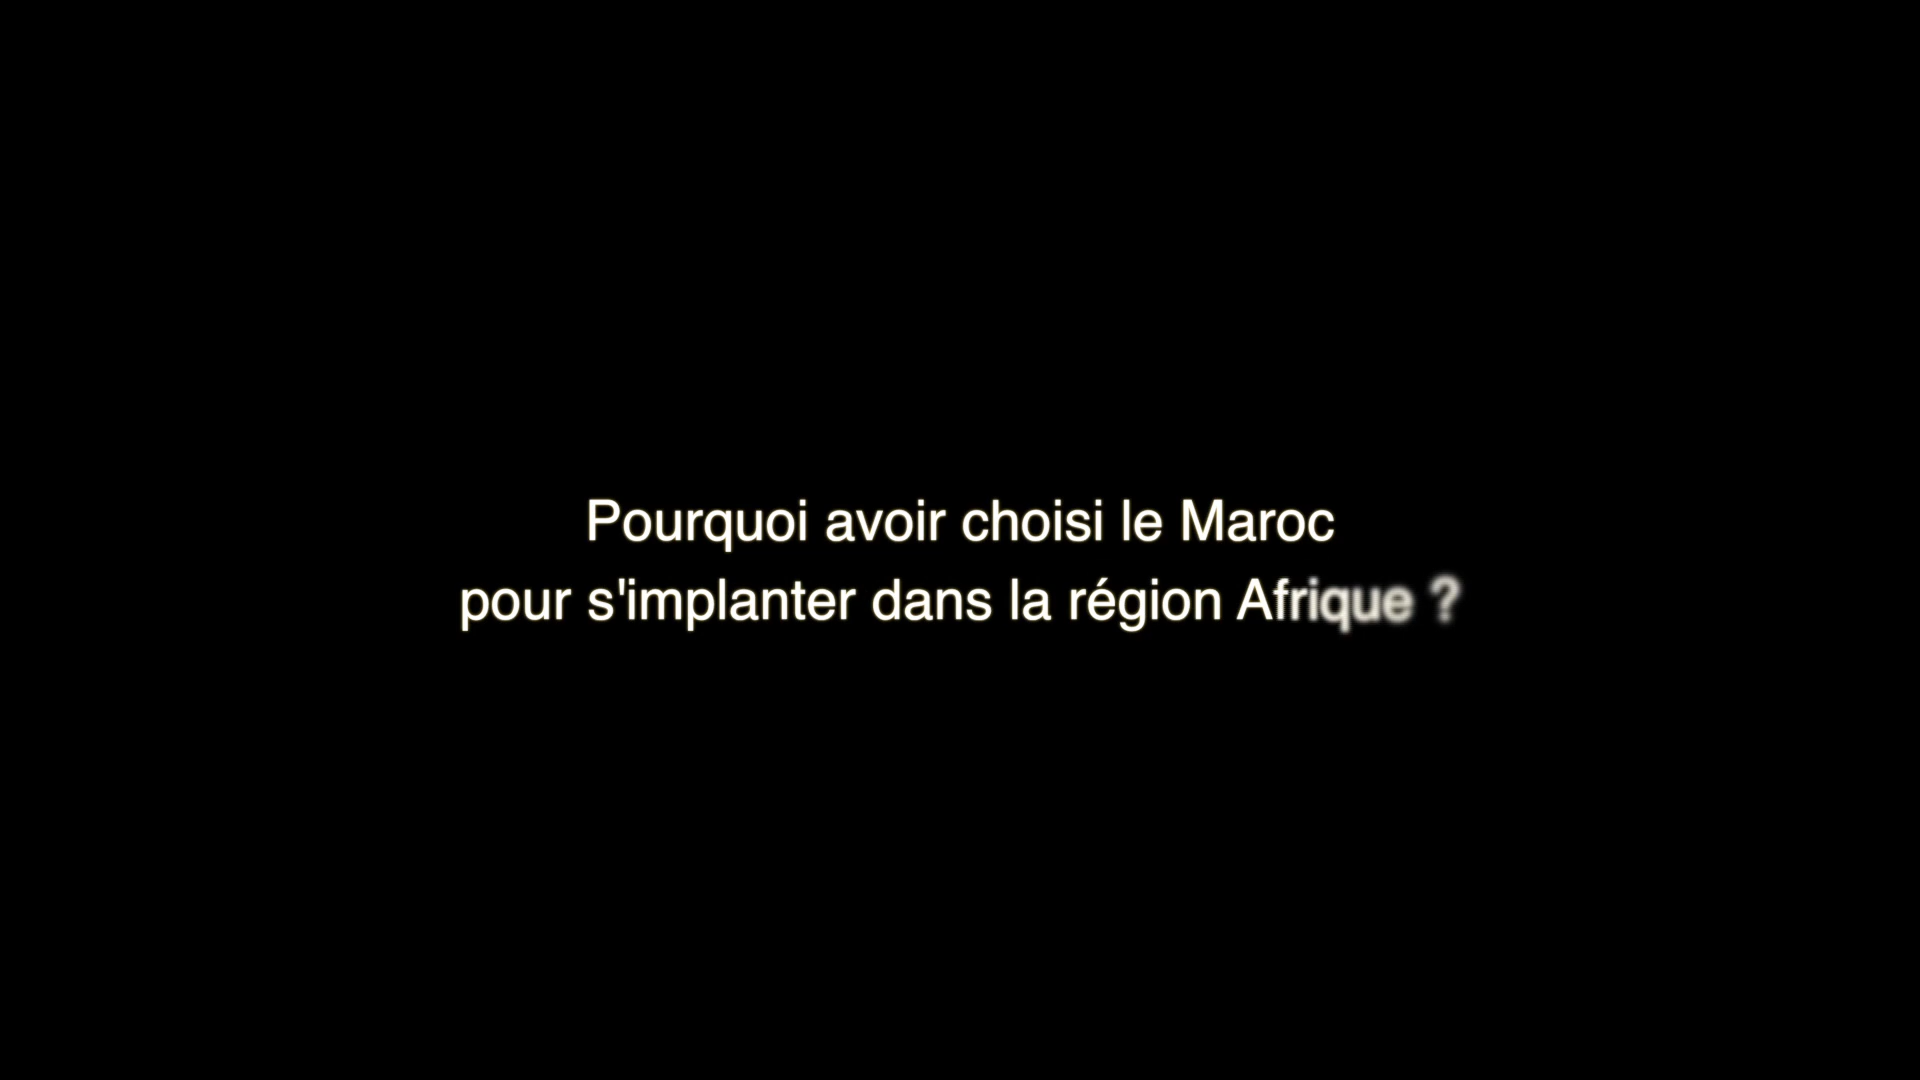 Pourquoi avoir choisi le Maroc
pour s'implanter dans la région Afrique ?